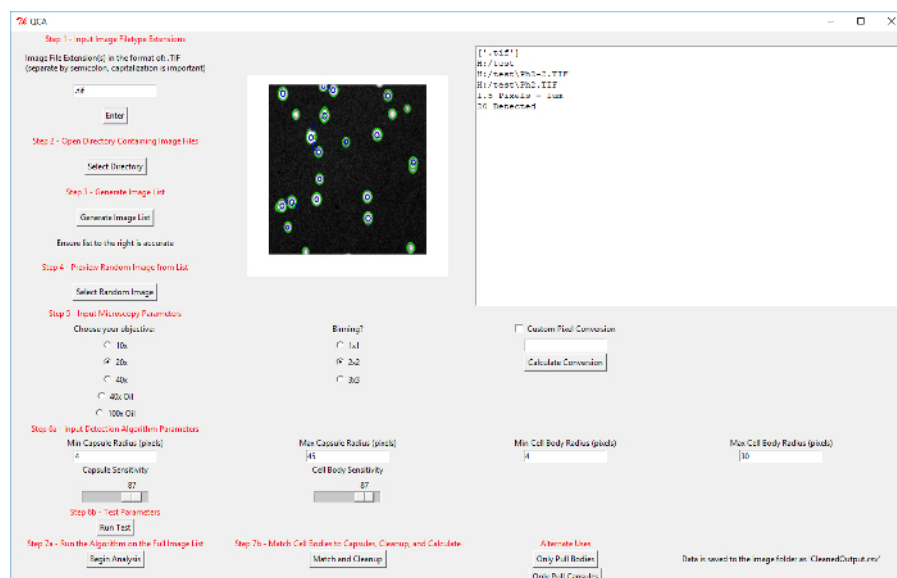 QCA
Step 1 - Input Image Filetype Extensions
Image File Extension(s) in the format of: .TIF
(separate by semicolon, capitalization is important)
.tif
Enter
Step 2 - Open Directory Containing Image Files
Select Directory
Step 3 - Generate Image List
Generate Image List
Ensure list to the right is accurate
Step 4 - Preview Random Image from List
Select Random Image
['.tif']
H:/test
H:/test\Ph2-2.TIF
H:/test\Ph2.TIF
1.5 Pixels = 1um
20 Detected
Step 5 - Input Microscopy Parameters
Choose your objective:
10x
20x
40x
40x Oil
100x Oil
Binning?
1x1
2x2
3x3
Custom Pixel Conversion
Calculate Conversion
Step 6a - Input Detection Algorithm Parameters
Min Capsule Radius (pixels)
4
Max Capsule Radius (pixels)
45
Min Cell Body Radius (pixels)
4
Max Cell Body Radius (pixels)
30
Capsule Sensitivity
87
Cell Body Sensitivity
87
Step 6b - Test Parameters
Run Test
Step 7a - Run the Algorithm on the Full Image List
Begin Analysis
Step 7b - Match Cell Bodies to Capsules, Cleanup, and Calculate
Match and Cleanup
Alternate Uses
Only Pull Bodies
Only Pull Capsules
Data is saved to the image folder as 'CleanedOutput.csv'